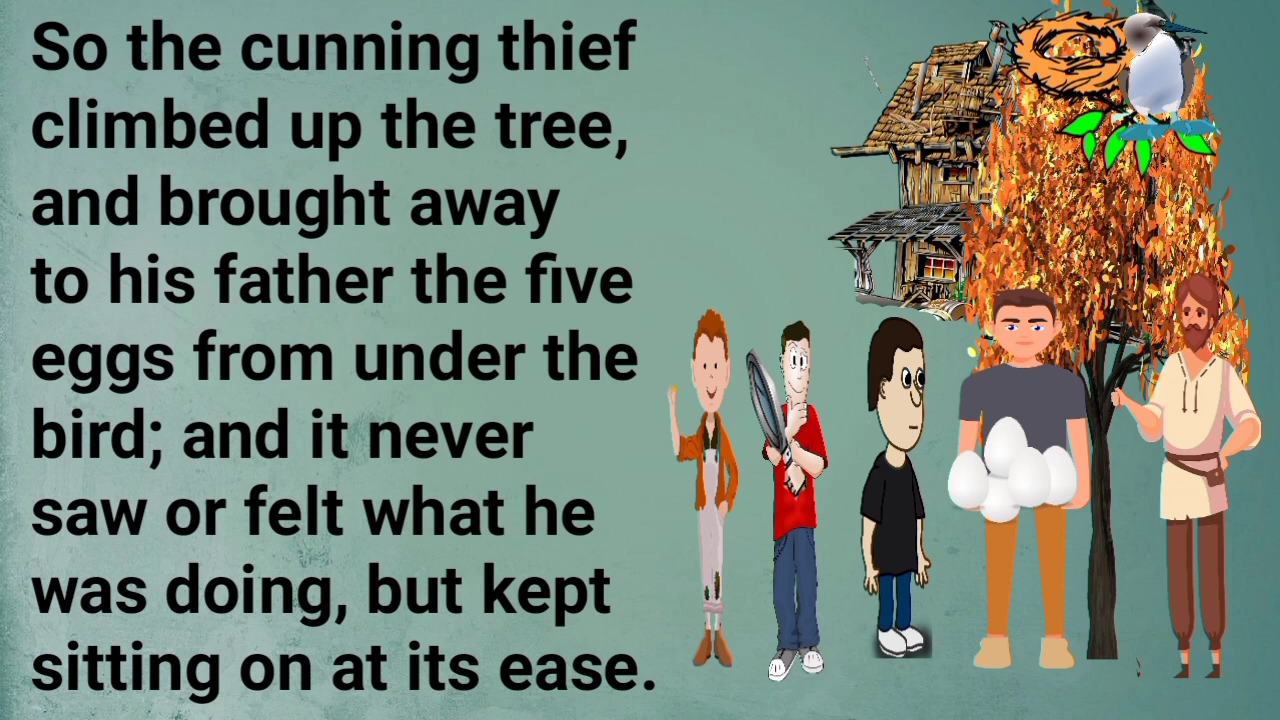 So the cunning thief
climbed up the tree,
and brought away
to his father the five
eggs from under the
bird; and it never
saw or felt what he
was doing, but kept
sitting on at its ease.